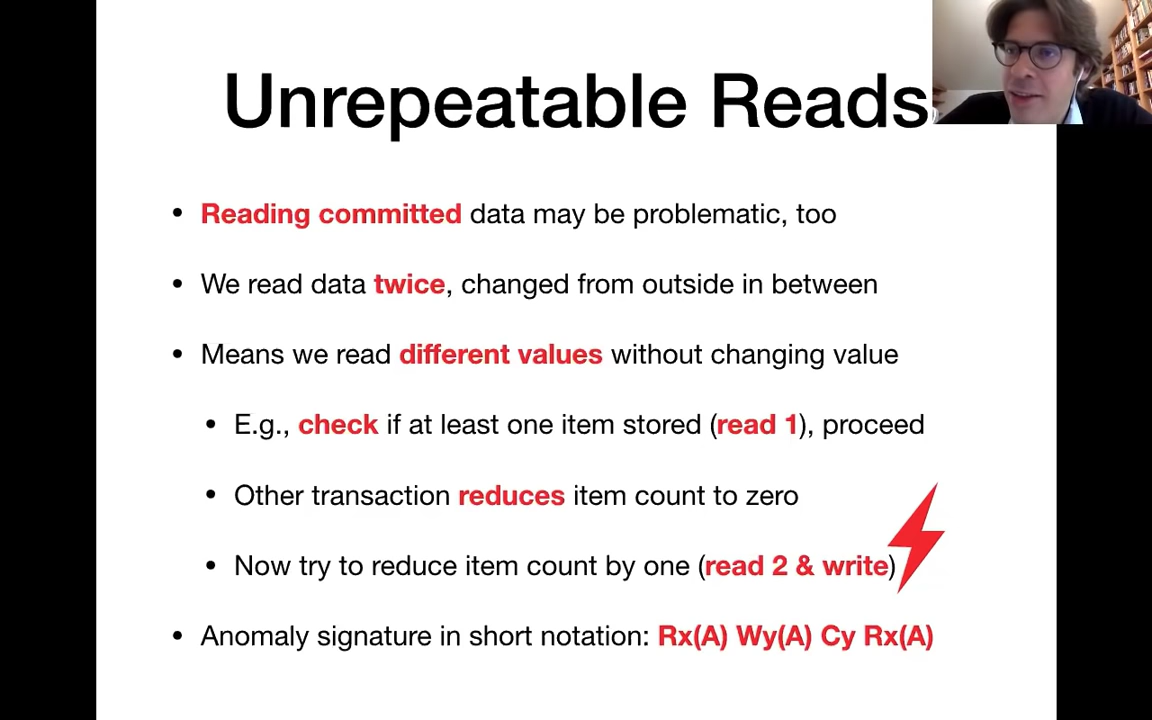 Unrepeatable Reads
• Reading committed data may be problematic, too
• We read data twice, changed from outside in between
• Means we read different values without changing value
• E.g., check if at least one item stored (read 1), proceed
• Other transaction reduces item count to zero
• Now try to reduce item count by one (read 2 & write)
• Anomaly signature in short notation: Rx(A) Wy(A) Cy Rx(A)